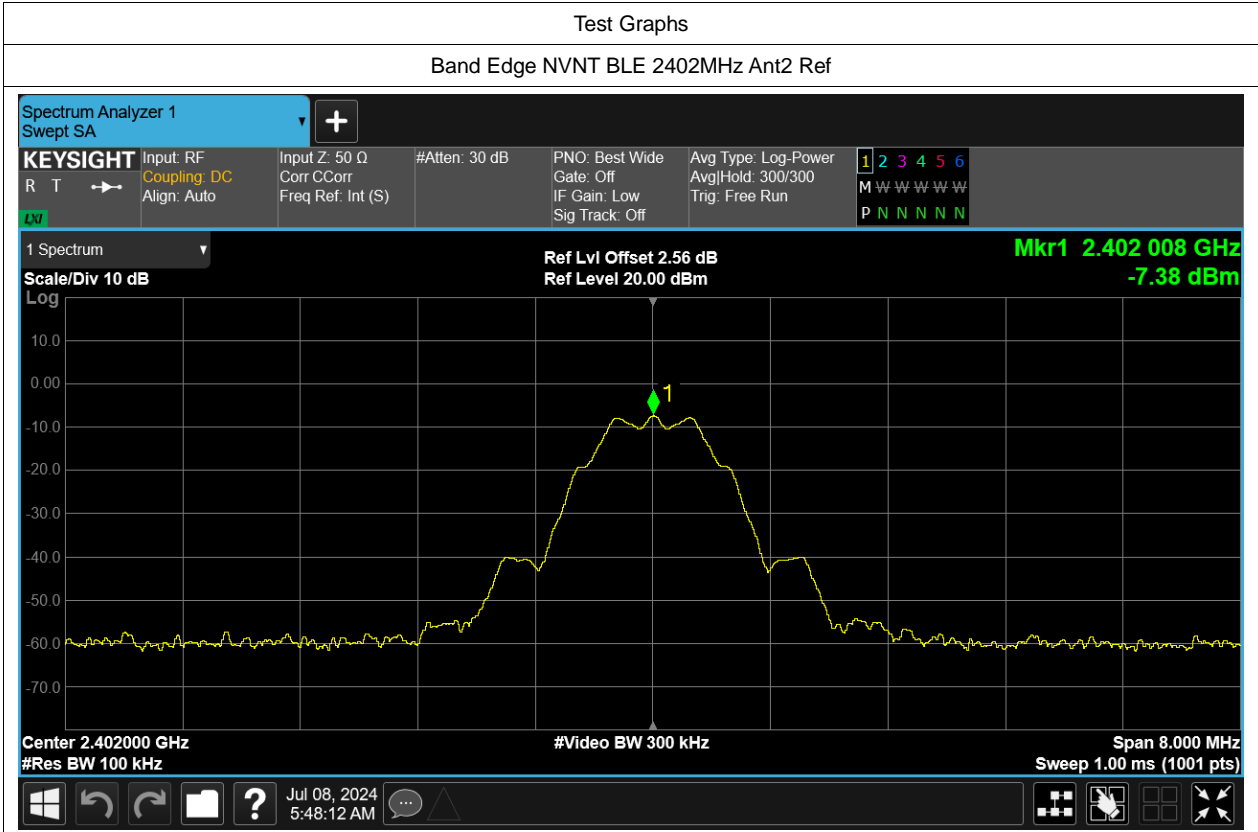 Test Graphs
Band Edge NVNT BLE 2402MHz Ant2 Ref
Spectrum Analyzer 1
Swept SA
KEYSIGHT
R T
LXI
Input: RF
Coupling: DC
Align: Auto
Input Z: 50 Ω
Corr CCorr
Freq Ref: Int (S)
#Atten: 30 dB
PNO: Best Wide
Gate: Off
IF Gain: Low
Sig Track: Off
Avg Type: Log-Power
Avg|Hold: 300/300
Trig: Free Run
1 2 3 4 5 6
M W W W W W
P N N N N N
1 Spectrum
Scale/Div 10 dB
Ref Lvl Offset 2.56 dB
Ref Level 20.00 dBm
Mkr1 2.402 008 GHz
-7.38 dBm
Log
10.0
0.00
-10.0
-20.0
-30.0
-40.0
-50.0
-60.0
-70.0
1
Center 2.402000 GHz
#Res BW 100 kHz
#Video BW 300 kHz
Span 8.000 MHz
Sweep 1.00 ms (1001 pts)
?
Jul 08, 2024
5:48:12 AM